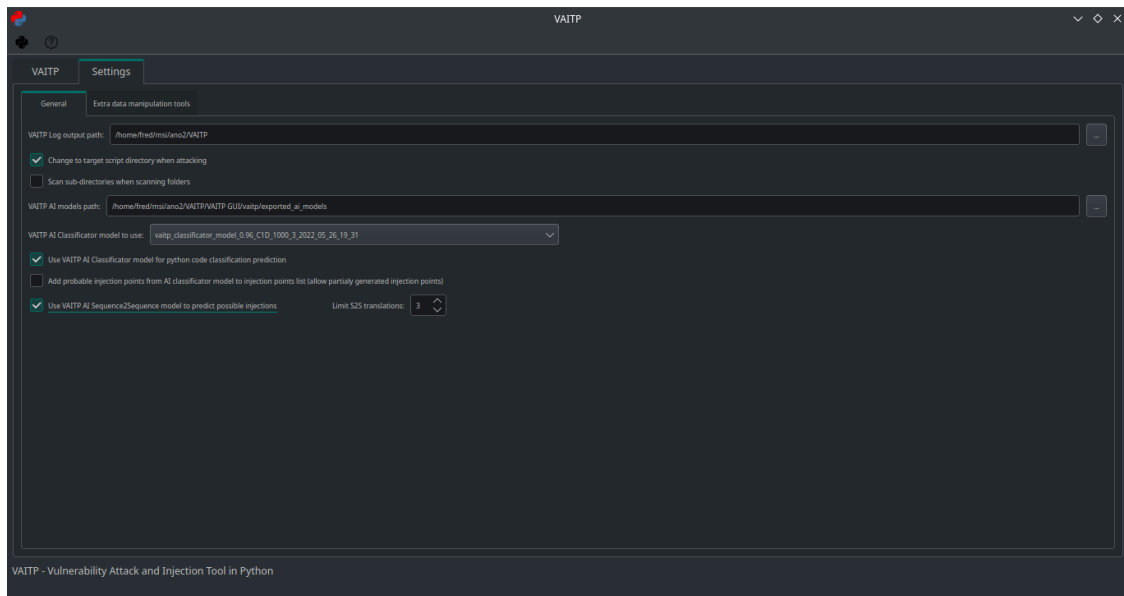 VAITP
VAITP Settings
General Extra data manipulation tools
VAITP Log output path: /home/fred/msi/ano2/VAITP ...
Change to target script directory when attacking
Scan sub-directories when scanning folders
VAITP AI models path: /home/fred/msi/ano2/VAITP/VAITP GUI/vaitp/exported_ai_models ...
VAITP AI Classificator model to use: vaitp_classificator_model_0.96_C1D_1000_3_2022_05_26_19_31
Use VAITP AI Classificator model for python code classification prediction
Add probable injection points from AI classificator model to injection points list (allow partialy generated injection points)
Use VAITP AI Sequence2Sequence model to predict possible injections Limit S2S translations: 3
VAITP - Vulnerability Attack and Injection Tool in Python